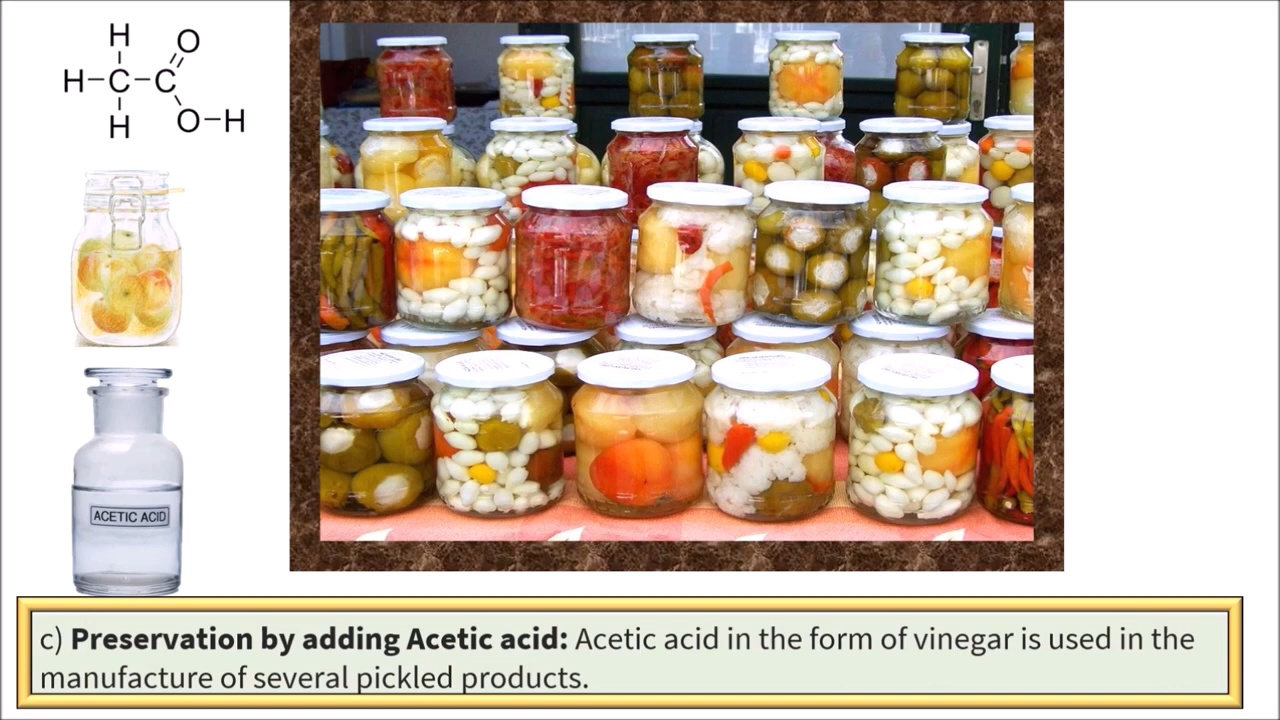 H
O
H–C–C
H
O–H
ACETIC ACID
c) Preservation by adding Acetic acid: Acetic acid in the form of vinegar is used in the
manufacture of several pickled products.